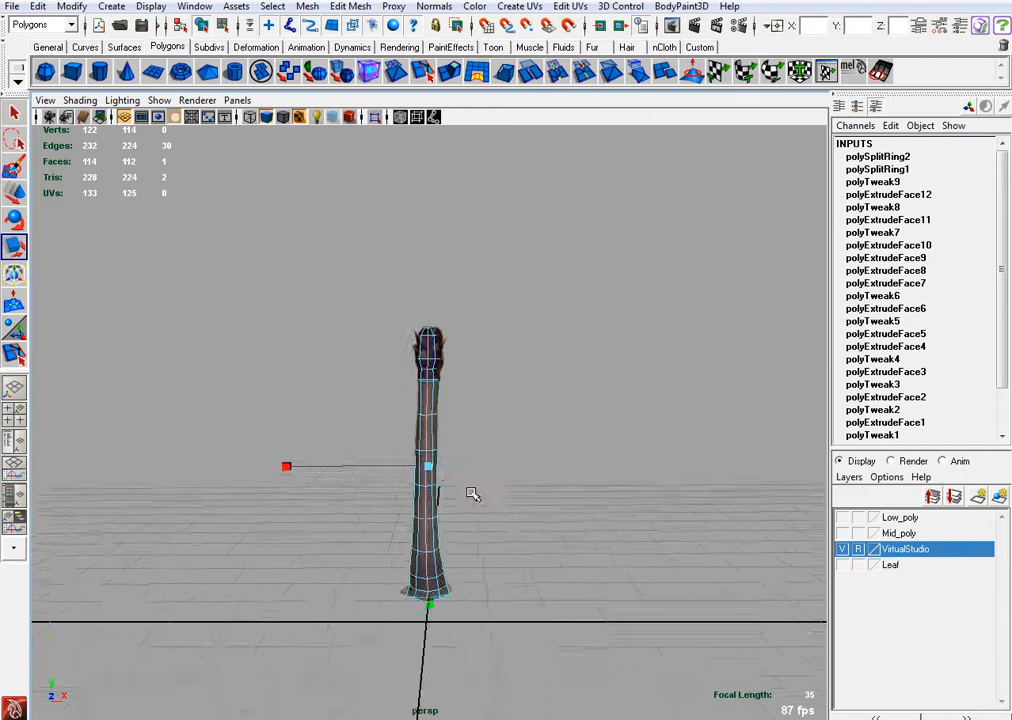 File Edit Modify Create Display Window Assets Select Mesh Edit Mesh Proxy Normals Color Create UVs Edit UVs 3D Control BodyPaint3D Help
Polygons X: Y: Z:
General Curves Surfaces Polygons Subdivs Deformation Animation Dynamics Rendering PaintEffects Toon Muscle Fluids Fur Hair nCloth Custom
mel
View Shading Lighting Show Renderer Panels
Verts: 122 114 0
Edges: 232 224 30
Faces: 114 112 1
Tris: 228 224 2
UVs: 133 125 0
Channels Edit Object Show
INPUTS
polySplitRing2
polySplitRing1
polyTweak9
polyExtrudeFace12
polyTweak8
polyExtrudeFace11
polyTweak7
polyExtrudeFace10
polyExtrudeFace9
polyExtrudeFace8
polyExtrudeFace7
polyTweak6
polyExtrudeFace6
polyTweak5
polyExtrudeFace5
polyExtrudeFace4
polyTweak4
polyExtrudeFace3
polyTweak3
polyExtrudeFace2
polyTweak2
polyExtrudeFace1
polyTweak1
Display Render Anim
Layers Options Help
Low_poly
Mid_poly
V R VirtualStudio
Leaf
Focal Length: 35
87 fps
persp
y
z x